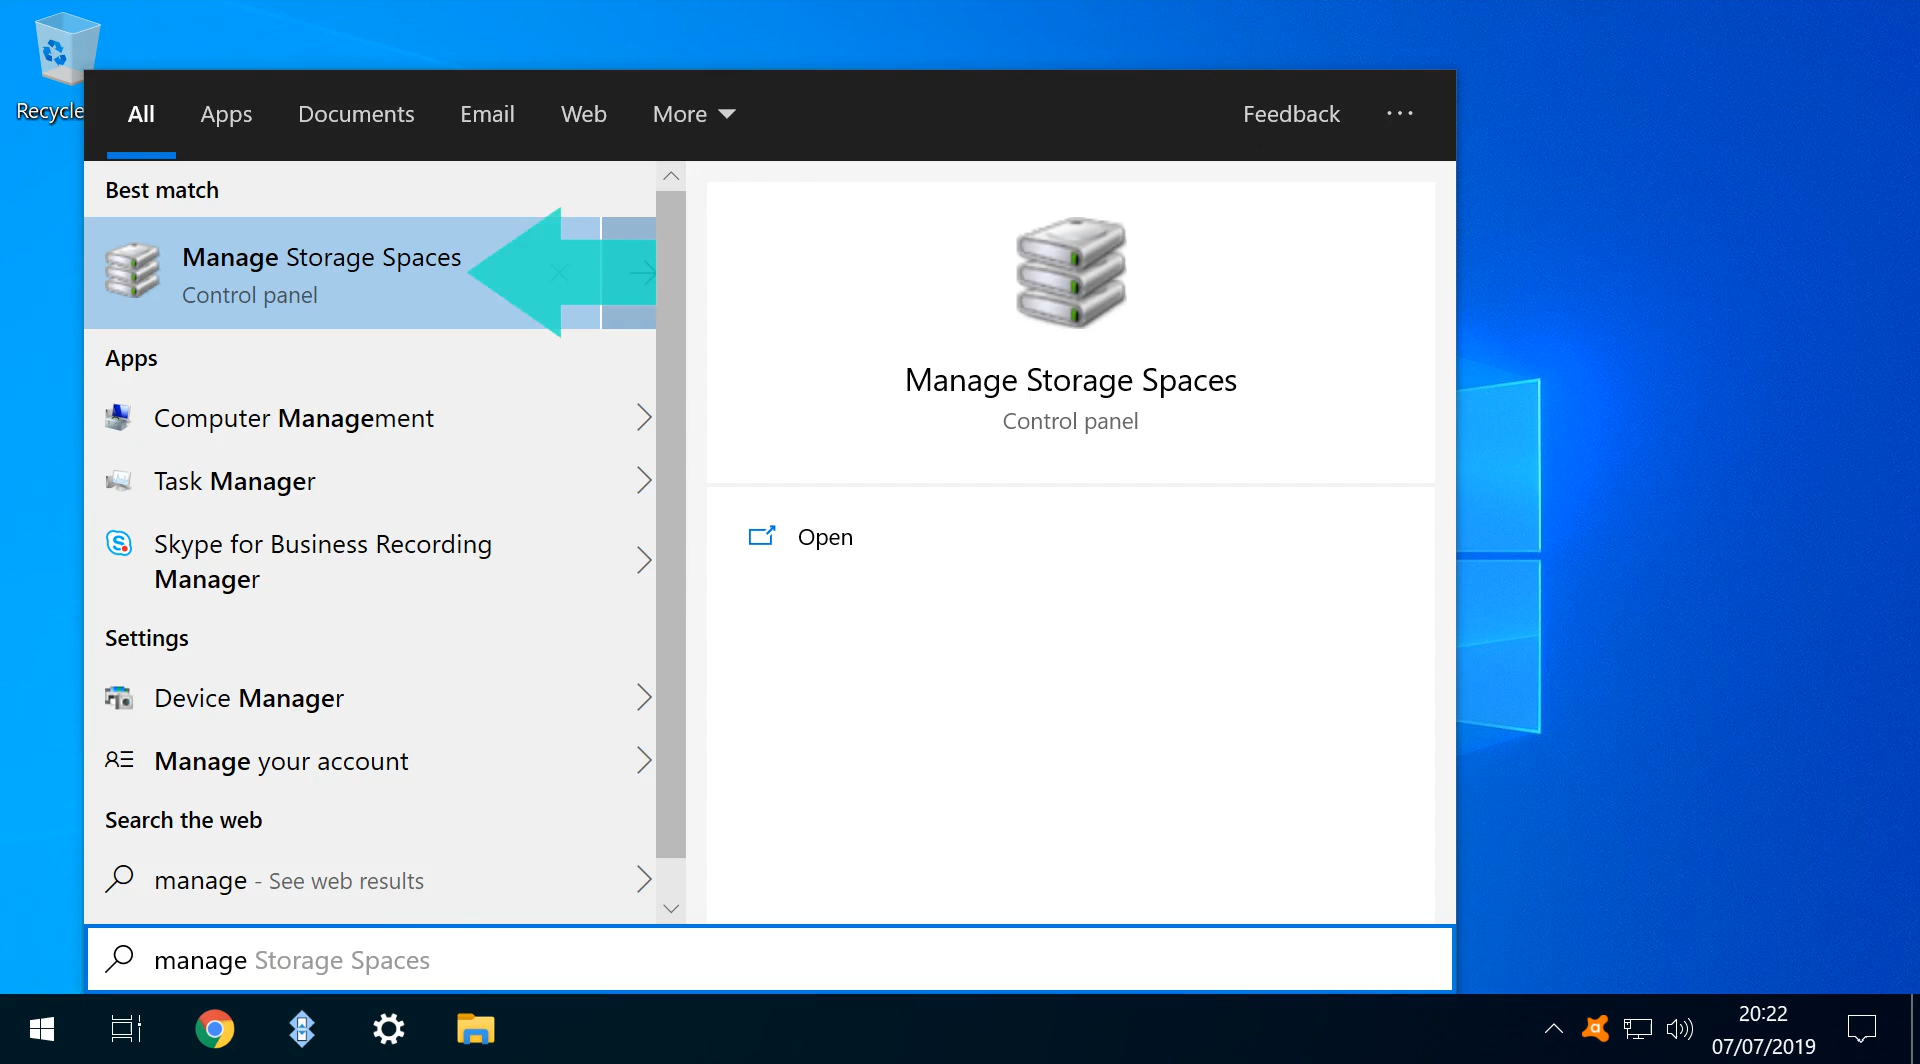 Recycle
All Apps Documents Email Web More Feedback ...
Best match
Manage Storage Spaces
Control panel
Apps
Computer Management
Task Manager
Skype for Business Recording
Manager
Settings
Device Manager
Manage your account
Search the web
manage - See web results
manage Storage Spaces
Manage Storage Spaces
Control panel
Open
20:22
07/07/2019